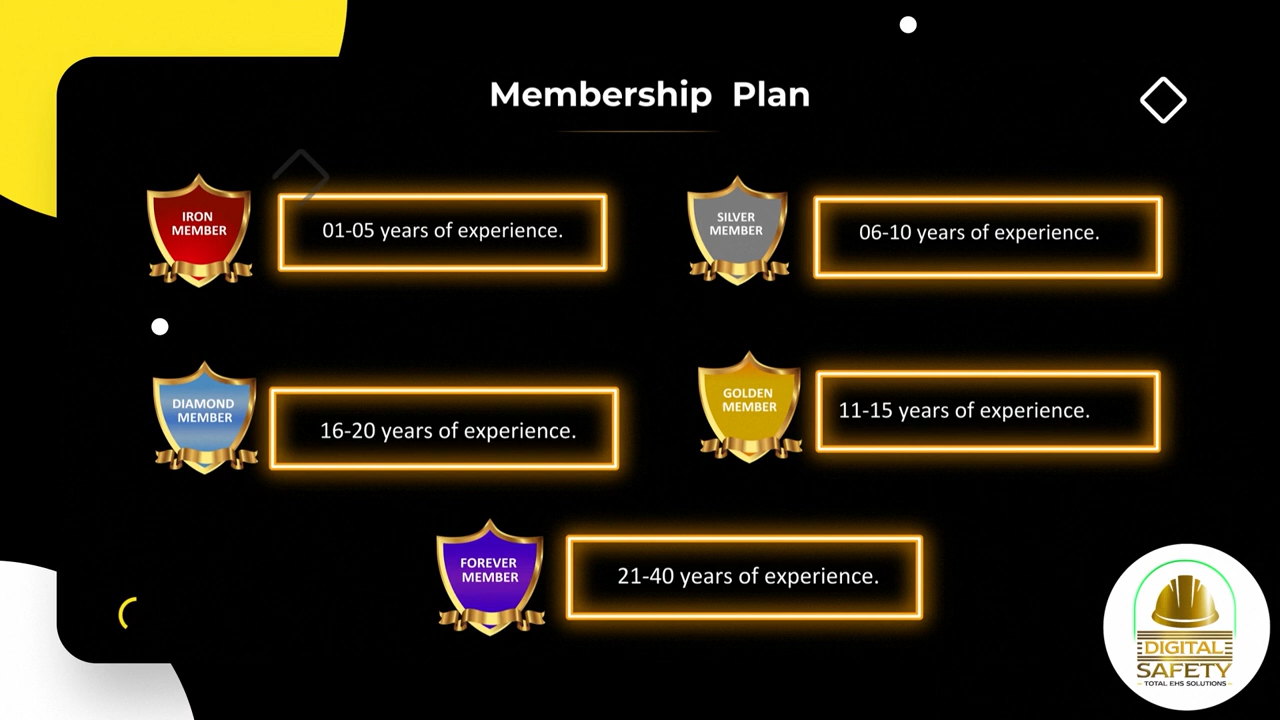 Membership Plan
IRON
MEMBER
01-05 years of experience.
SILVER
MEMBER
06-10 years of experience.
DIAMOND
MEMBER
16-20 years of experience.
GOLDEN
MEMBER
11-15 years of experience.
FOREVER
MEMBER
21-40 years of experience.
DIGITAL
SAFETY
TOTAL EHS SOLUTIONS